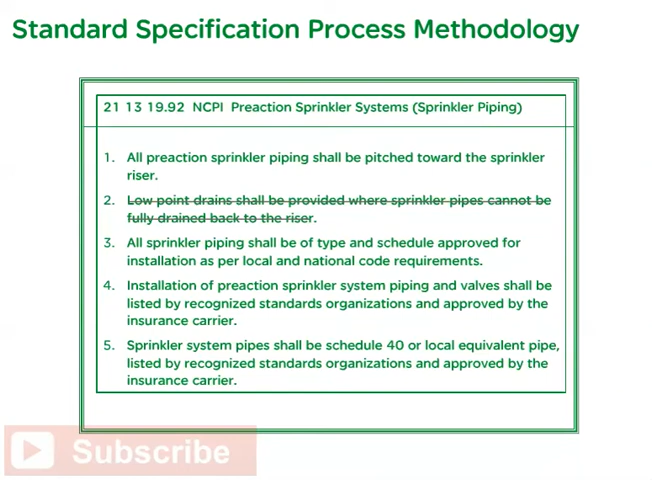 Standard Specification Process Methodology
21 13 19.92 NCPI Preaction Sprinkler Systems (Sprinkler Piping)
1. All preaction sprinkler piping shall be pitched toward the sprinkler
riser.
2. Low point drains shall be provided where sprinkler pipes cannot be
fully drained back to the riser.
3. All sprinkler piping shall be of type and schedule approved for
installation as per local and national code requirements.
4. Installation of preaction sprinkler system piping and valves shall be
listed by recognized standards organizations and approved by the
insurance carrier.
5. Sprinkler system pipes shall be schedule 40 or local equivalent pipe,
listed by recognized standards organizations and approved by the
insurance carrier.
Subscribe